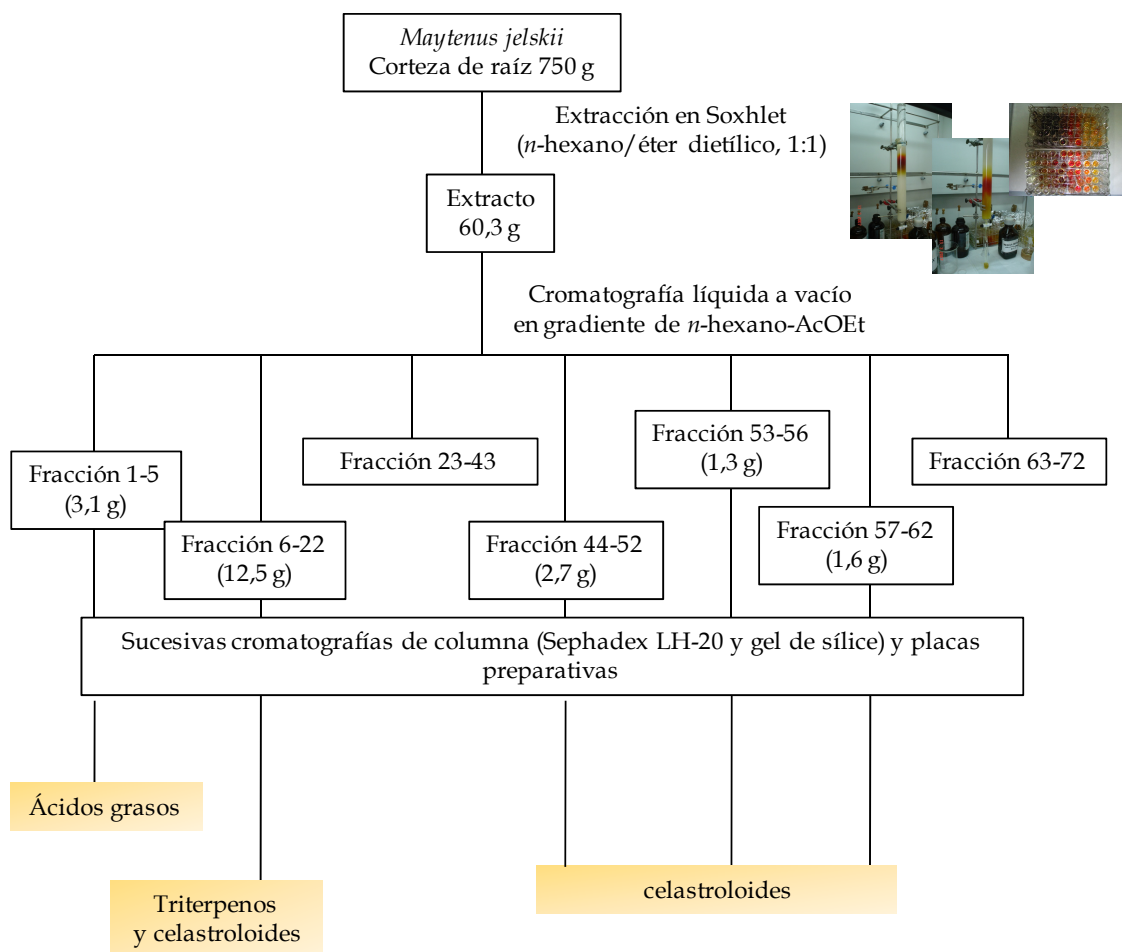 Maytenus jelskii
Corteza de raíz 750 g
Extracción en Soxhlet
(n-hexano/éter dietílico, 1:1)
Extracto
60,3 g
Cromatografía líquida a vacío
en gradiente de n-hexano-AcOEt
Fracción 1-5
(3,1 g)
Fracción 6-22
(12,5 g)
Fracción 23-43
Fracción 44-52
(2,7 g)
Fracción 53-56
(1,3 g)
Fracción 57-62
(1,6 g)
Fracción 63-72
Sucesivas cromatografías de columna (Sephadex LH-20 y gel de sílice) y placas
preparativas
Ácidos grasos
Triterpenos
y celastroloides
celastroloides